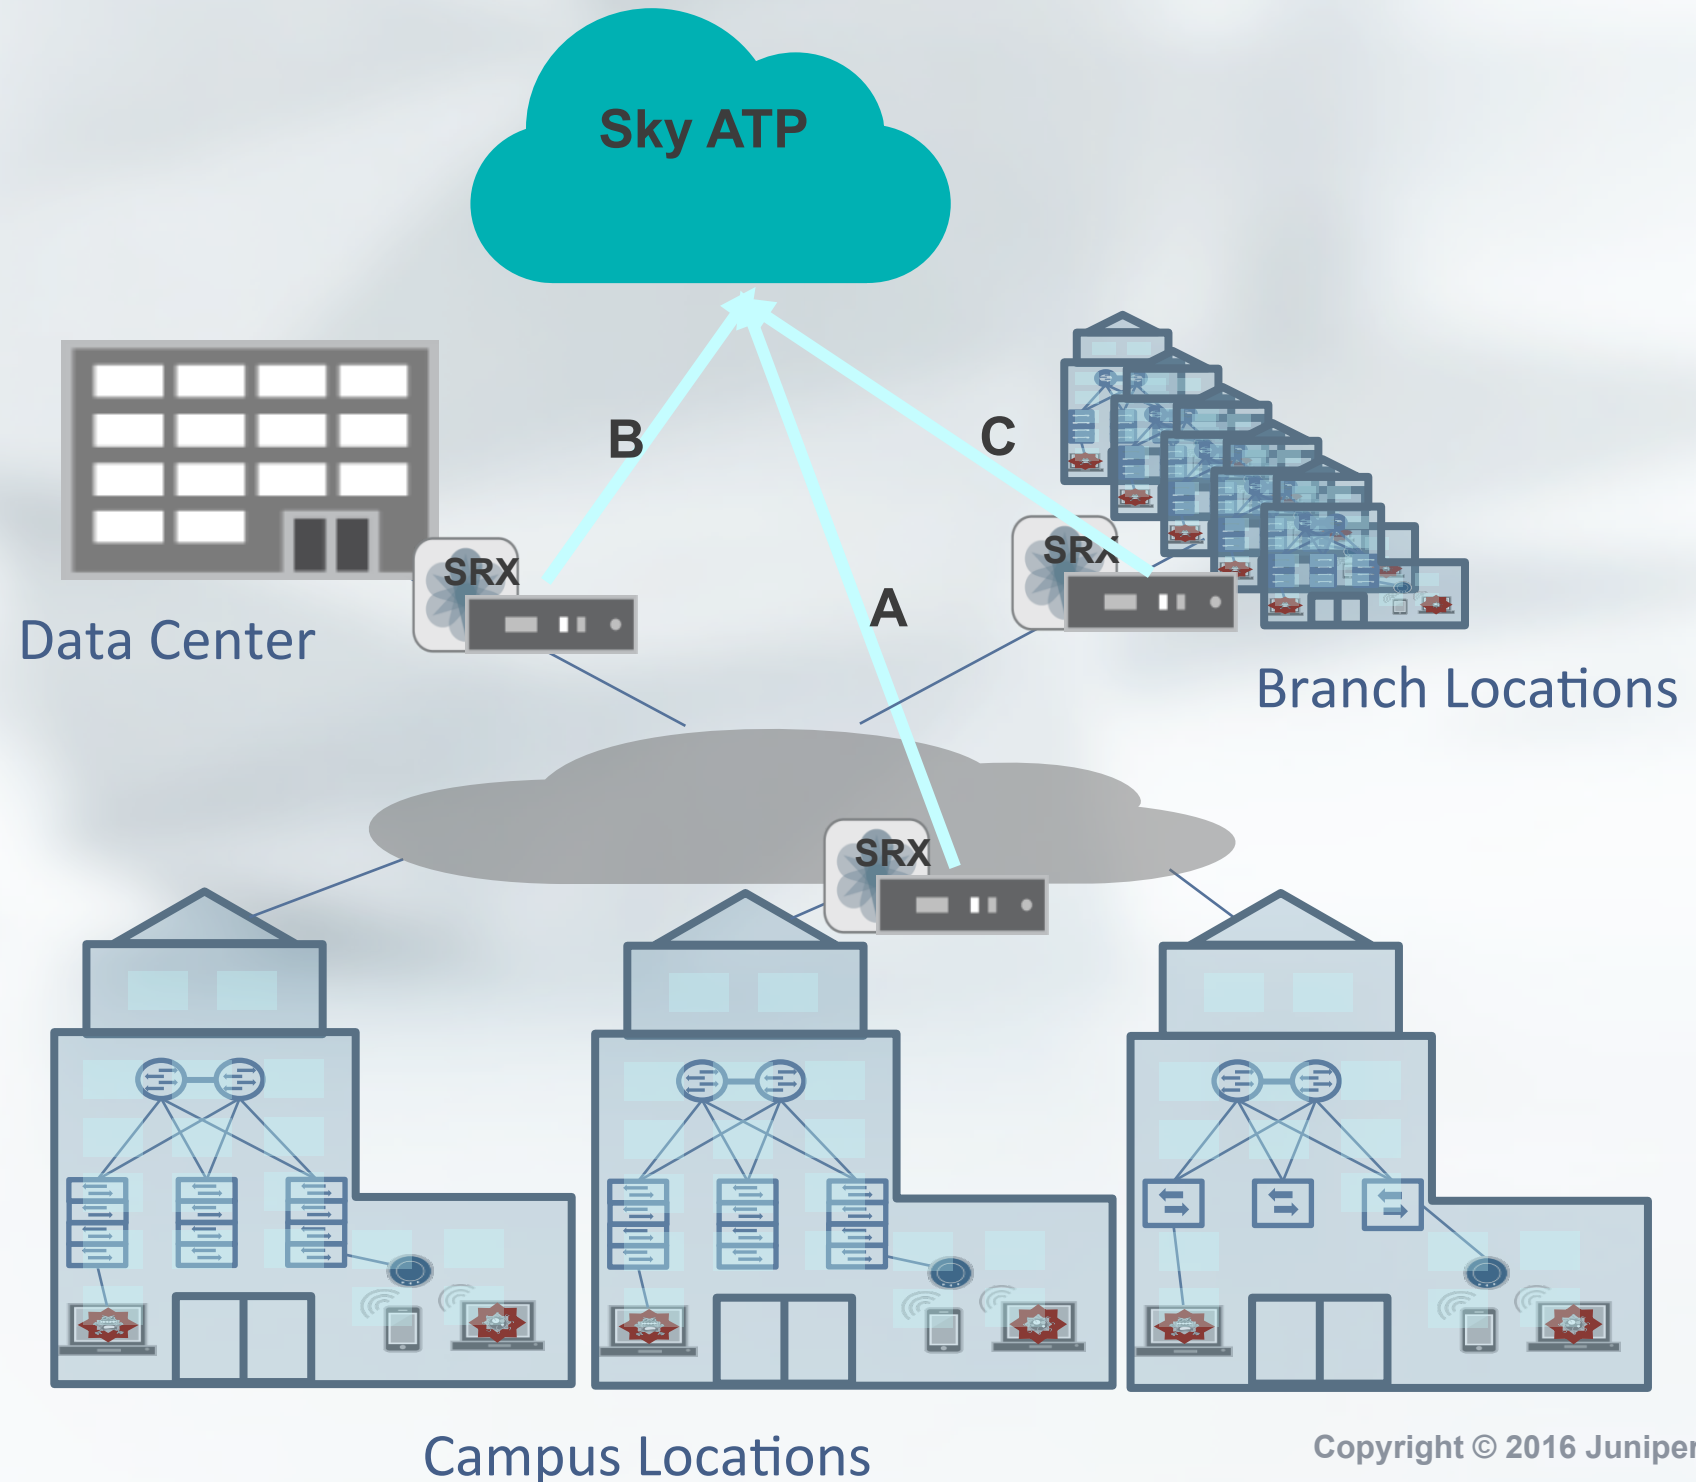 Sky ATP
B
C
SRX
SRX
A
Data Center
Branch Locations
SRX
Campus Locations
Copyright © 2016 Juniper